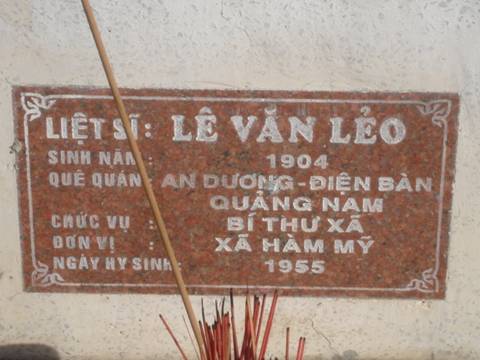 LIỆT SĨ: LÊ VĂN LẺO
SINH NĂM : 1904
QUÊ QUÁN: AN DƯƠNG-ĐIỆN BÀN
QUẢNG NAM
CHỨC VỤ : BÍ THƯ XÃ
ĐƠN VỊ : XÃ HÀM MỸ
NGÀY HY SINH: 1955